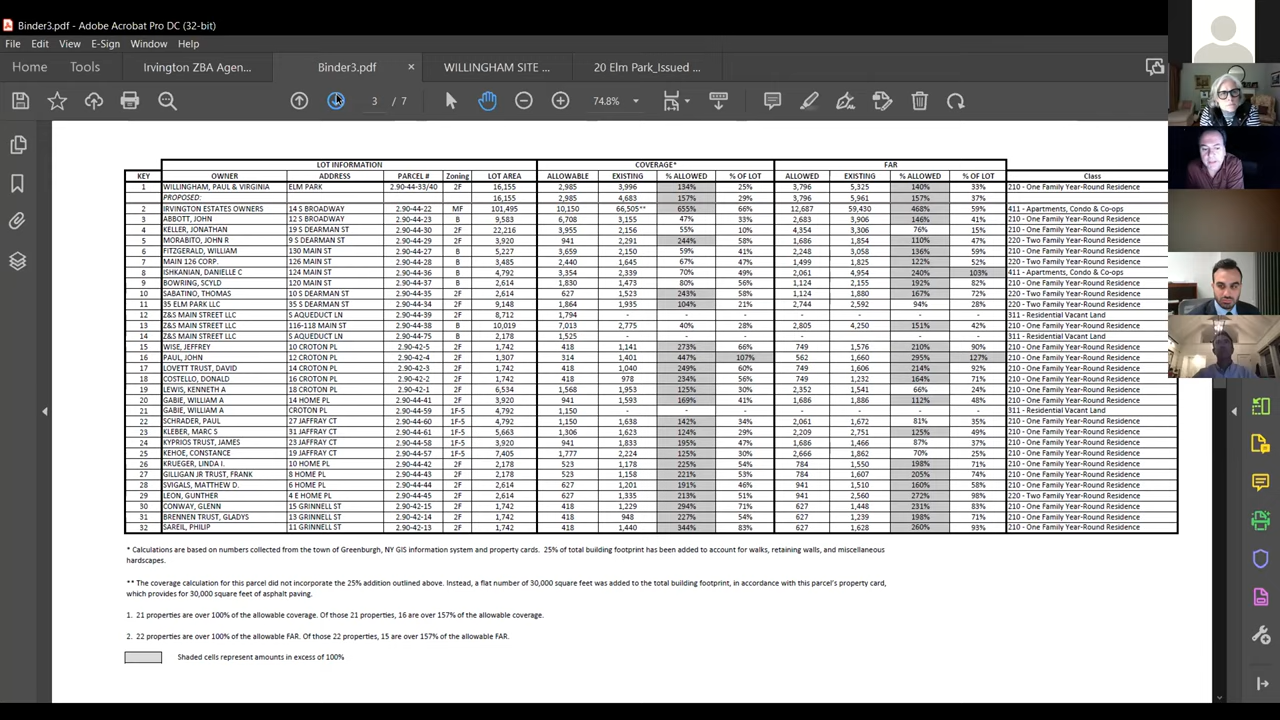 Binder3.pdf - Adobe Acrobat Pro DC (32-bit)
File Edit View E-Sign Window Help
Home Tools Irvington ZBA Agen... Binder3.pdf × WILLINGHAM SITE ... 20 Elm Park_Issued ...
3 / 7 74.8%
LOT INFORMATION COVERAGE* FAR
KEY OWNER ADDRESS PARCEL # Zoning LOT AREA ALLOWABLE EXISTING % ALLOWED % OF LOT ALLOWED EXISTING % ALLOWED % OF LOT Class
1 WILLINGHAM, PAUL & VIRGINIA ELM PARK 2.90-44-33/40 2F 16,155 2,985 3,996 134% 25% 3,796 5,325 140% 33% 210 - One Family Year-Round Residence
PROPOSED: 16,155 2,985 4,683 157% 29% 3,796 5,961 157% 37%
2 IRVINGTON ESTATES OWNERS 14 S BROADWAY 2.90-44-22 MF 101,495 10,150 66,505** 655% 66% 12,687 59,430 468% 59% 411 - Apartments, Condo & Co-ops
3 ABBOTT, JOHN 12 S BROADWAY 2.90-44-23 B 9,583 6,708 3,155 47% 33% 2,683 3,906 146% 41% 210 - One Family Year-Round Residence
4 KELLER, JONATHAN 19 S DEARMAN ST 2.90-44-30 2F 22,216 3,955 2,156 55% 10% 4,354 3,306 76% 15% 210 - One Family Year-Round Residence
5 MORABITO, JOHN R 9 S DEARMAN ST 2.90-44-29 2F 3,920 941 2,291 244% 58% 1,686 1,854 110% 47% 220 - Two Family Year-Round Residence
6 FITZGERALD, WILLIAM 130 MAIN ST 2.90-44-27 B 5,227 3,659 2,150 59% 41% 2,248 3,058 136% 59% 220 - Two Family Year-Round Residence
7 MAIN 126 CORP. 126 MAIN ST 2.90-44-28 B 3,485 2,440 1,645 67% 47% 1,499 1,825 122% 52% 210 - One Family Year-Round Residence
8 ISHKANIAN, DANIELLE C 124 MAIN ST 2.90-44-36 B 4,792 3,354 2,339 70% 49% 2,061 4,954 240% 103% 411 - Apartments, Condo & Co-ops
9 BOWRING, SCYLD 120 MAIN ST 2.90-44-37 B 2,614 1,830 1,473 80% 56% 1,124 2,155 192% 82% 210 - One Family Year-Round Residence
10 SABATINO, THOMAS 10 S DEARMAN ST 2.90-44-35 2F 2,614 627 1,523 243% 58% 1,124 1,880 167% 72% 220 - Two Family Year-Round Residence
11 35 ELM PARK LLC 35 S DEARMAN ST 2.90-44-34 2F 9,148 1,864 1,935 104% 21% 2,744 2,592 94% 28% 220 - Two Family Year-Round Residence
12 Z&S MAIN STREET LLC S AQUEDUCT LN 2.90-44-39 2F 8,712 1,794 - - - - - - 311 - Residential Vacant Land
13 Z&S MAIN STREET LLC 116-118 MAIN ST 2.90-44-38 B 10,019 7,013 2,775 40% 28% 2,805 4,250 151% 42% 210 - One Family Year-Round Residence
14 Z&S MAIN STREET LLC S AQUEDUCT LN 2.90-44-75 B 2,178 1,525 - - - - - - 311 - Residential Vacant Land
15 WISE, JEFFREY 10 CROTON PL 2.90-42-5 2F 1,742 418 1,141 273% 66% 749 1,576 210% 90% 210 - One Family Year-Round Residence
16 PAUL, JOHN 12 CROTON PL 2.90-42-4 2F 1,307 314 1,401 447% 107% 562 1,660 295% 127% 210 - One Family Year-Round Residence
17 LOVETT TRUST, DAVID 14 CROTON PL 2.90-42-3 2F 1,742 418 1,040 249% 60% 749 1,606 214% 92% 210 - One Family Year-Round Residence
18 COSTELLO, DONALD 16 CROTON PL 2.90-42-2 2F 1,742 418 978 234% 56% 749 1,232 164% 71% 210 - One Family Year-Round Residence
19 LEWIS, KENNETH A 18 CROTON PL 2.90-42-1 2F 6,534 1,568 1,953 125% 30% 2,352 1,541 66% 24% 210 - One Family Year-Round Residence
20 GABIE, WILLIAM A 14 HOME PL 2.90-44-41 2F 3,920 941 1,593 169% 41% 1,686 1,886 112% 48% 210 - One Family Year-Round Residence
21 GABIE, WILLIAM A CROTON PL 2.90-44-59 1F-5 4,792 1,150 - - - - - - 311 - Residential Vacant Land
22 SCHRADER, PAUL 27 JAFFRAY CT 2.90-44-60 1F-5 4,792 1,150 1,638 142% 34% 2,061 1,672 81% 35% 210 - One Family Year-Round Residence
23 KLEBER, MARC S 31 JAFFRAY CT 2.90-44-61 1F-5 5,663 1,306 1,623 124% 29% 2,209 2,751 125% 49% 210 - One Family Year-Round Residence
24 KYPRIOS TRUST, JAMES 23 JAFFRAY CT 2.90-44-58 1F-5 3,920 941 1,833 195% 47% 1,686 1,466 87% 37% 210 - One Family Year-Round Residence
25 KEHOE, CONSTANCE 19 JAFFRAY CT 2.90-44-57 1F-5 7,405 1,777 2,224 125% 30% 2,666 1,862 70% 25% 210 - One Family Year-Round Residence
26 KRUEGER, LINDA I. 10 HOME PL 2.90-44-42 2F 2,178 523 1,178 225% 54% 784 1,550 198% 71% 210 - One Family Year-Round Residence
27 GILLIGAN JR TRUST, FRANK 8 HOME PL 2.90-44-43 2F 2,178 523 1,158 221% 53% 784 1,607 205% 74% 210 - One Family Year-Round Residence
28 SVIGALS, MATTHEW D. 6 HOME PL 2.90-44-44 2F 2,614 627 1,201 191% 46% 941 1,510 160% 58% 210 - One Family Year-Round Residence
29 LEON, GUNTHER 4 E HOME PL 2.90-44-45 2F 2,614 627 1,335 213% 51% 941 2,560 272% 98% 220 - Two Family Year-Round Residence
30 CONWAY, GLENN 15 GRINNELL ST 2.90-42-15 2F 1,742 418 1,229 294% 71% 627 1,448 231% 83% 210 - One Family Year-Round Residence
31 BRENNEN TRUST, GLADYS 13 GRINNELL ST 2.90-42-14 2F 1,742 418 948 227% 54% 627 1,239 198% 71% 210 - One Family Year-Round Residence
32 SAREIL, PHILIP 11 GRINNELL ST 2.90-42-13 2F 1,742 418 1,440 344% 83% 627 1,628 260% 93% 210 - One Family Year-Round Residence
* Calculations are based on numbers collected from the town of Greenburgh, NY GIS information system and property cards. 25% of total building footprint has been added to account for walks, retaining walls, and miscellaneous
hardscapes.
** The coverage calculation for this parcel did not incorporate the 25% addition outlined above. Instead, a flat number of 30,000 square feet was added to the total building footprint, in accordance with this parcel's property card,
which provides for 30,000 square feet of asphalt paving.
1. 21 properties are over 100% of the allowable coverage. Of those 21 properties, 16 are over 157% of the allowable coverage.
2. 22 properties are over 100% of the allowable FAR. Of those 22 properties, 15 are over 157% of the allowable FAR.
Shaded cells represent amounts in excess of 100%